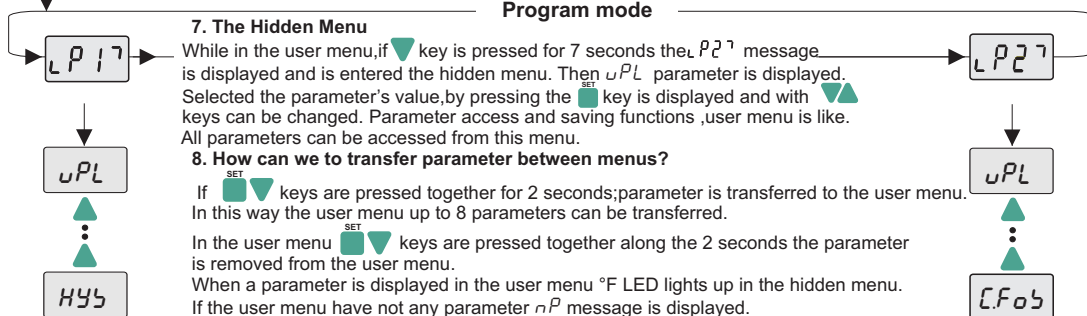 Program mode
7. The Hidden Menu
While in the user menu,if key is pressed for 7 seconds the message
is displayed and is entered the hidden menu. Then uPL parameter is displayed.
SET
Selected the parameter's value,by pressing the key is displayed and with
keys can be changed. Parameter access and saving functions ,user menu is like.
All parameters can be accessed from this menu.
8. How can we to transfer parameter between menus?
SET
If keys are pressed together for 2 seconds;parameter is transferred to the user menu.
In this way the user menu up to 8 parameters can be transferred.
SET
In the user menu keys are pressed together along the 2 seconds the parameter
is removed from the user menu.
When a parameter is displayed in the user menu °F LED lights up in the hidden menu.
If the user menu have not any parameter nP message is displayed.
uPL
HYS
uPL
C.FoS